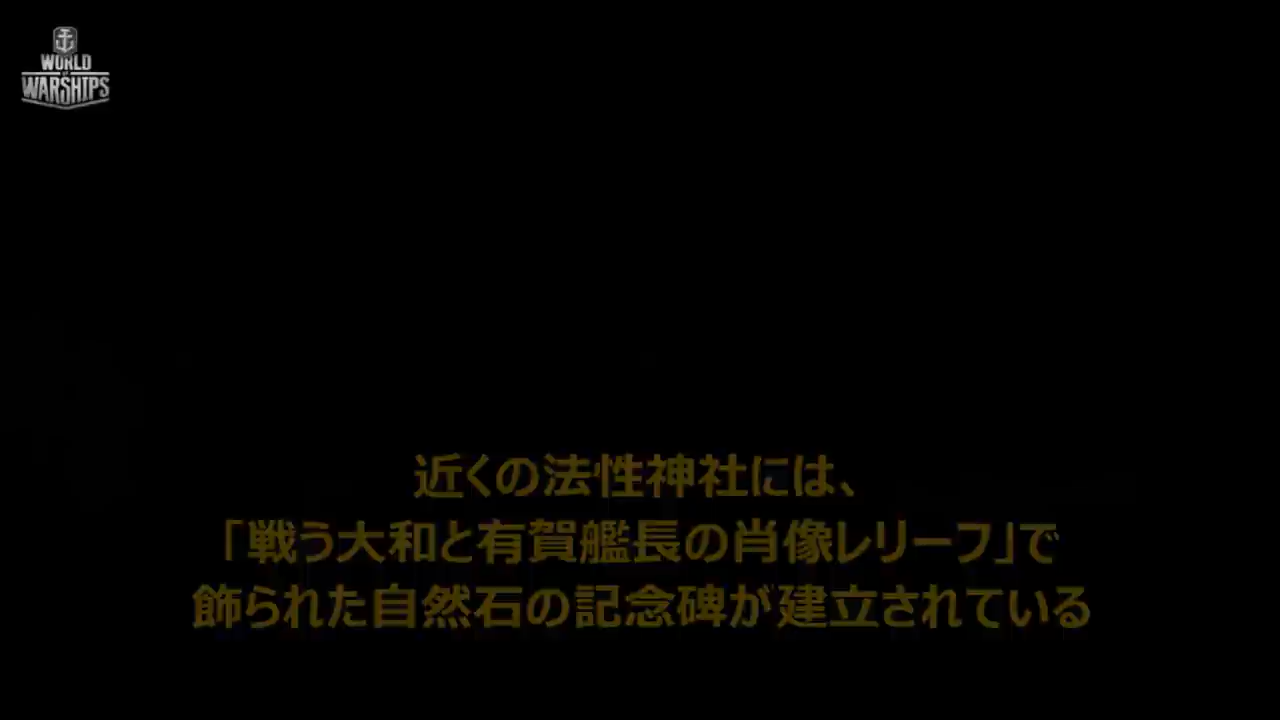 WORLD
OF
WARSHIPS
近くの法性神社には、
「戦う大和と有賀艦長の肖像レリーフ」で
飾られた自然石の記念碑が建立されている